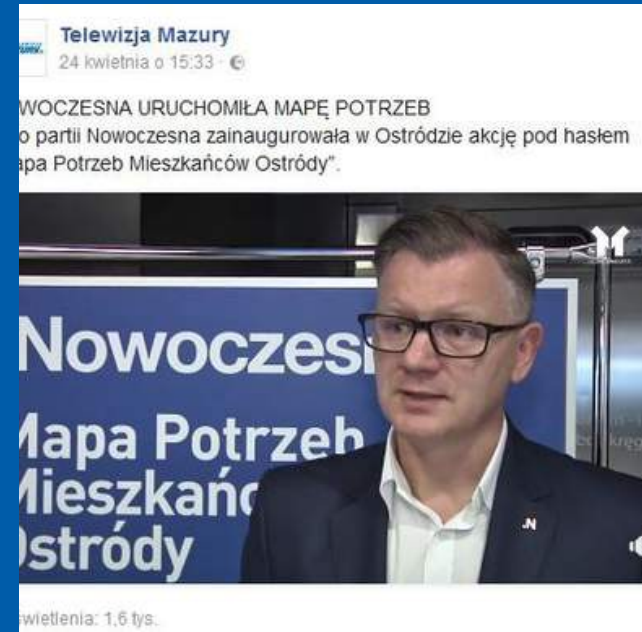 Telewizja Mazury
24 kwietnia o 15:33
WOCZESNA URUCHOMIŁA MAPĘ POTRZEB
o partii Nowoczesna zainaugurowała w Ostródzie akcję pod hasłem
apa Potrzeb Mieszkańców Ostródy".
Nowoczes
Mapa Potrzeb
Mieszkańc
Ostródy
.N
wietlenia: 1,6 tys.